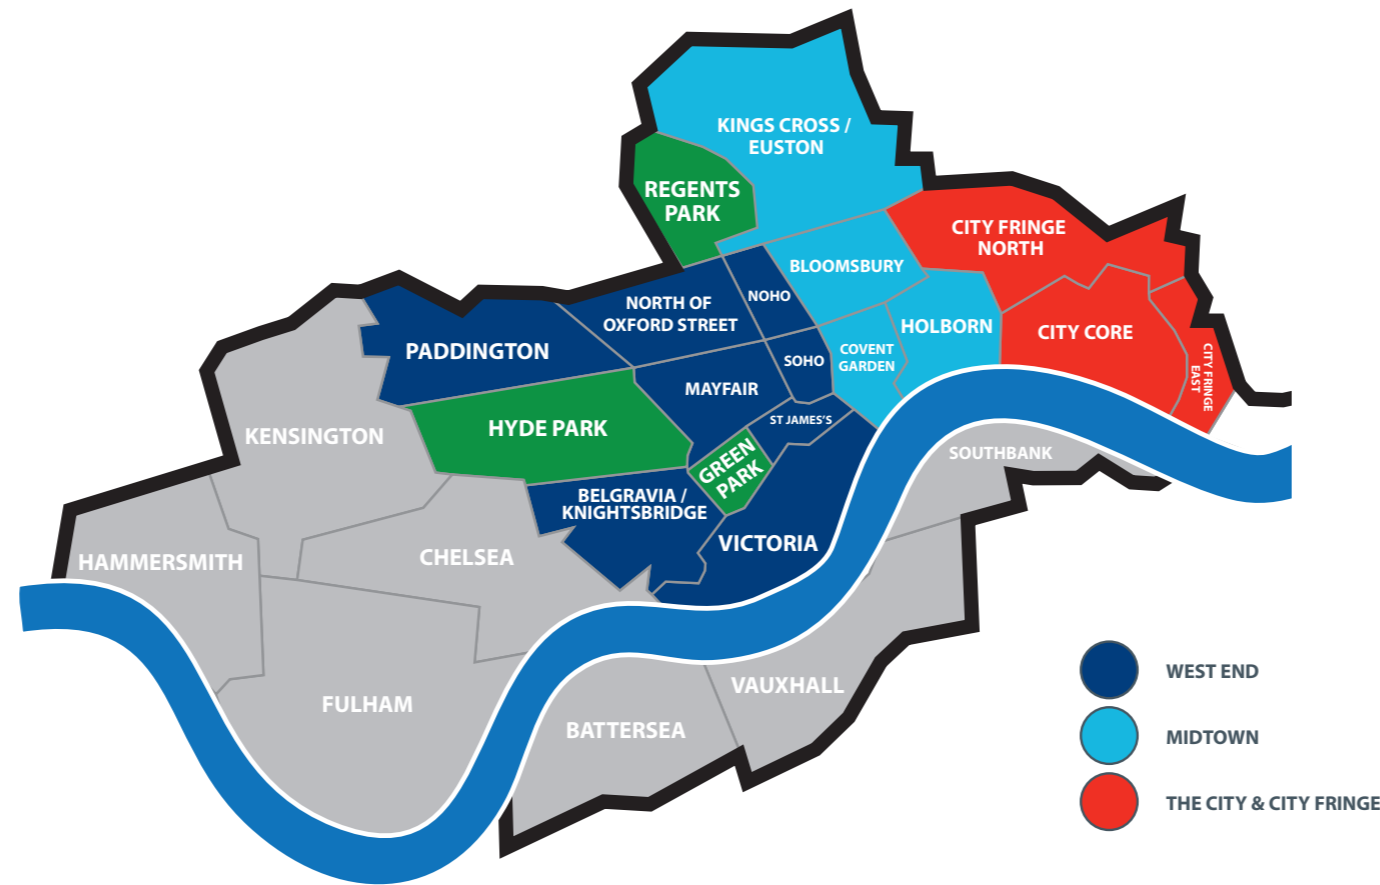 KINGS CROSS /
EUSTON
REGENTS
PARK
CITY FRINGE
NORTH
BLOOMSBURY
NOHO
NORTH OF
OXFORD STREET
HOLBORN
CITY CORE
PADDINGTON
SOHO
COVENT
GARDEN
CITY FRINGE
EAST
MAYFAIR
ST JAMES'S
HYDE PARK
KENSINGTON
GREEN
PARK
SOUTHBANK
BELGRAVIA /
KNIGHTSBRIDGE
VICTORIA
CHELSEA
HAMMERSMITH
FULHAM
VAUXHALL
BATTERSEA
WEST END
MIDTOWN
THE CITY & CITY FRINGE